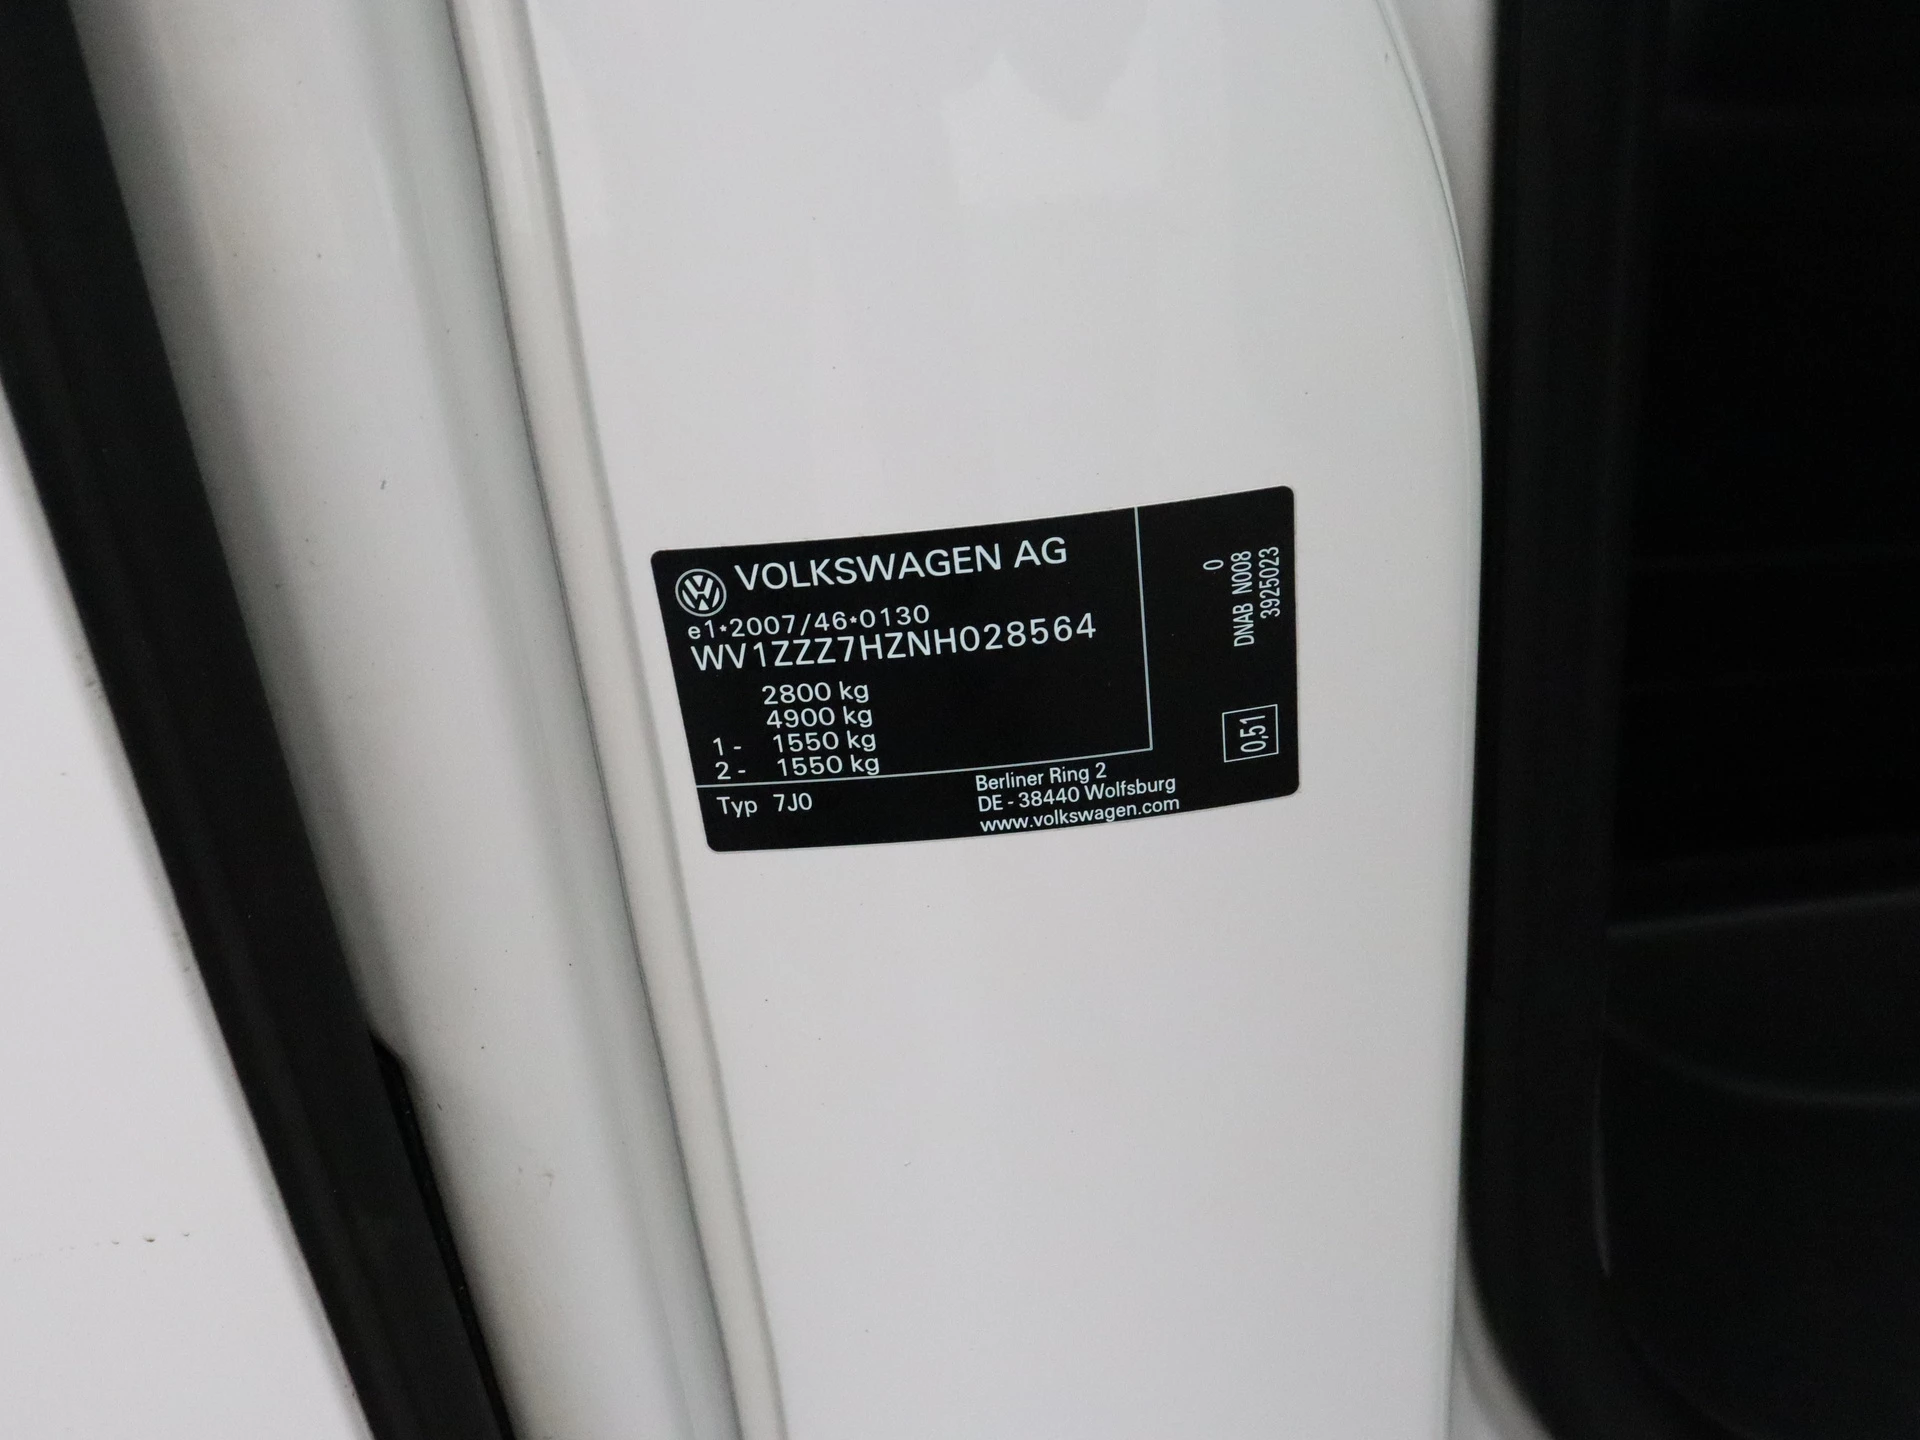 VOLKSWAGEN AG
e1*2007/46*0130
WV1ZZZ7HZNH028564
2800 kg
4900 kg
1 - 1550 kg
2 - 1550 kg
Typ 7J0
Berliner Ring 2
DE - 38440 Wolfsburg
www.volkswagen.com
0
DNAB N008
3925023
0,51